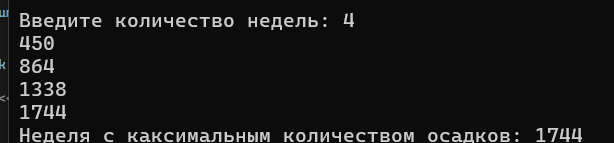 Введите количество недель: 4
450
864
1338
1744
Неделя с каксимальным количеством осадков: 1744